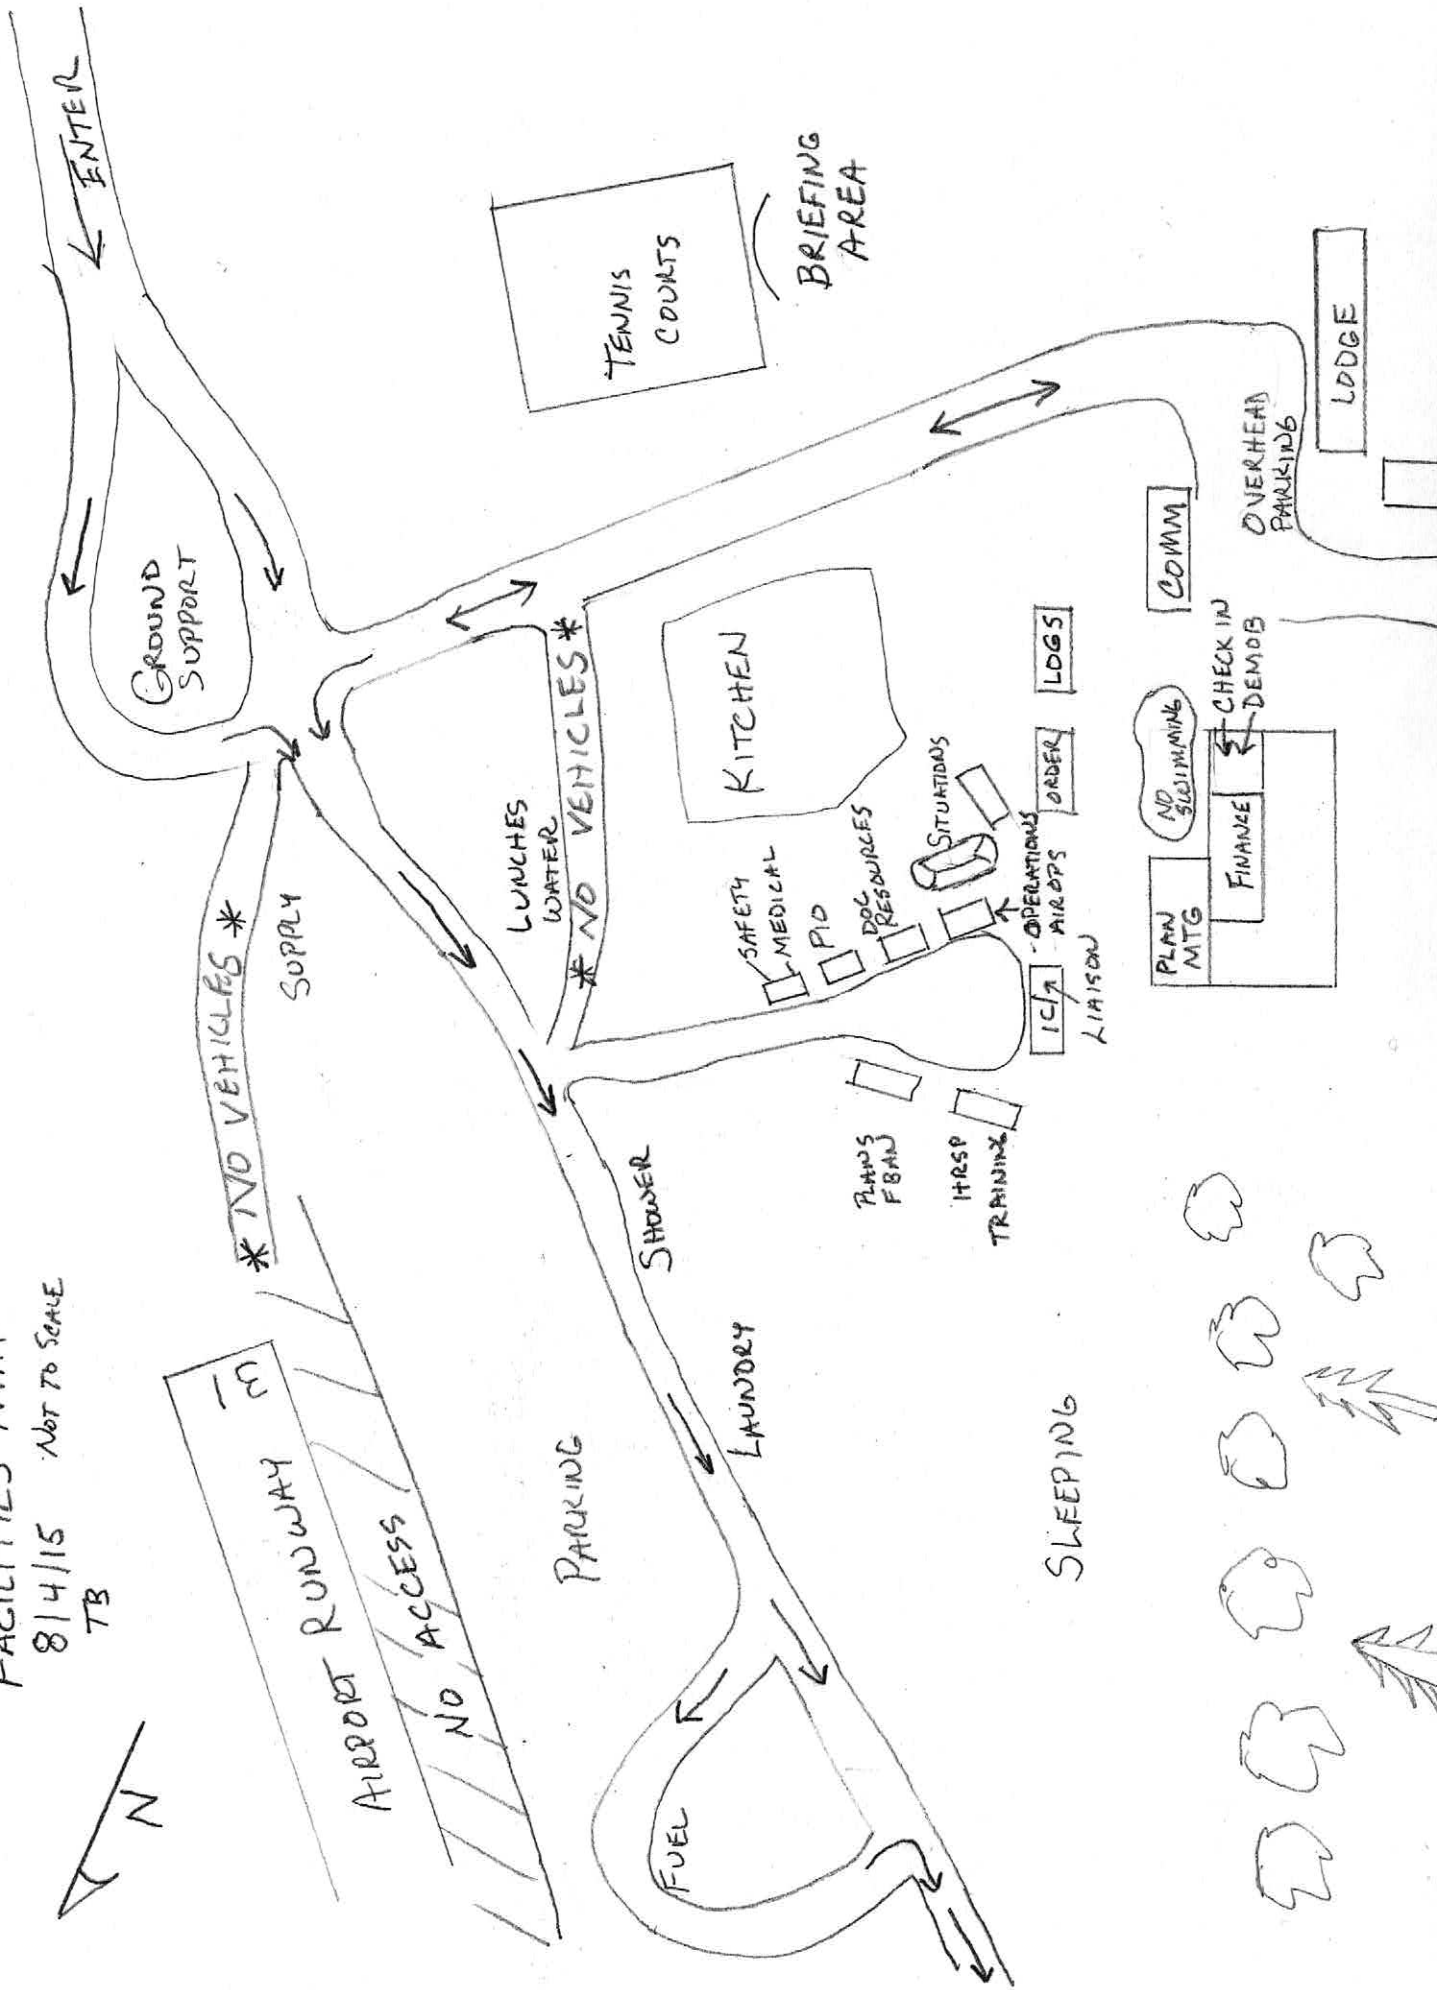 FACILITIES MAP
8/4/15 NOT TO SCALE
TB
N
ENTER
GROUND
SUPPORT
* NO VEHICLES *
SUPPLY
AIRPORT RUNWAY
13
NO ACCESS
PARKING
FUEL
LUNCHES
WATER
* NO VEHICLES *
SHOWER
LAUNDRY
TENNIS
COURTS
BRIEFING
AREA
KITCHEN
SAFETY
MEDICAL
PIO
DOC
RESOURCES
SITUATIONS
OPERATIONS
AIROPS
IC/
LIAISON
PLANS
FBAN
HRSP
TRAINING
ORDER
LOGS
COMM
NO
SWIMMING
PLAN
MTG
FINANCE
CHECK IN
DEMOB
OVERHEAD
PARKING
LODGE
SLEEPING